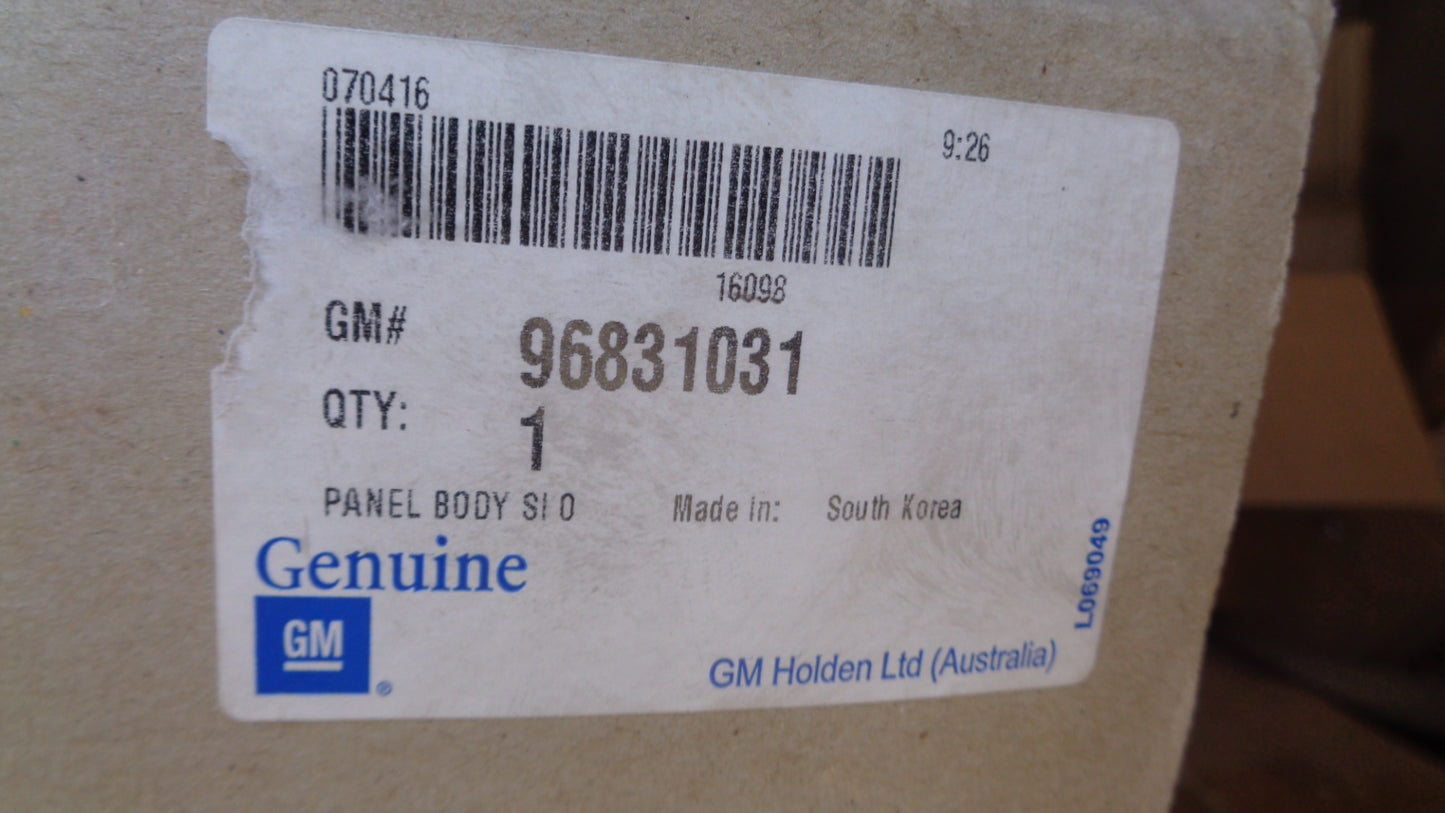 070416
9:26
16098
GM# 96831031
QTY: 1
PANEL BODY SI O Made in: South Korea
Genuine
GM
®
GM Holden Ltd (Australia)
L069049